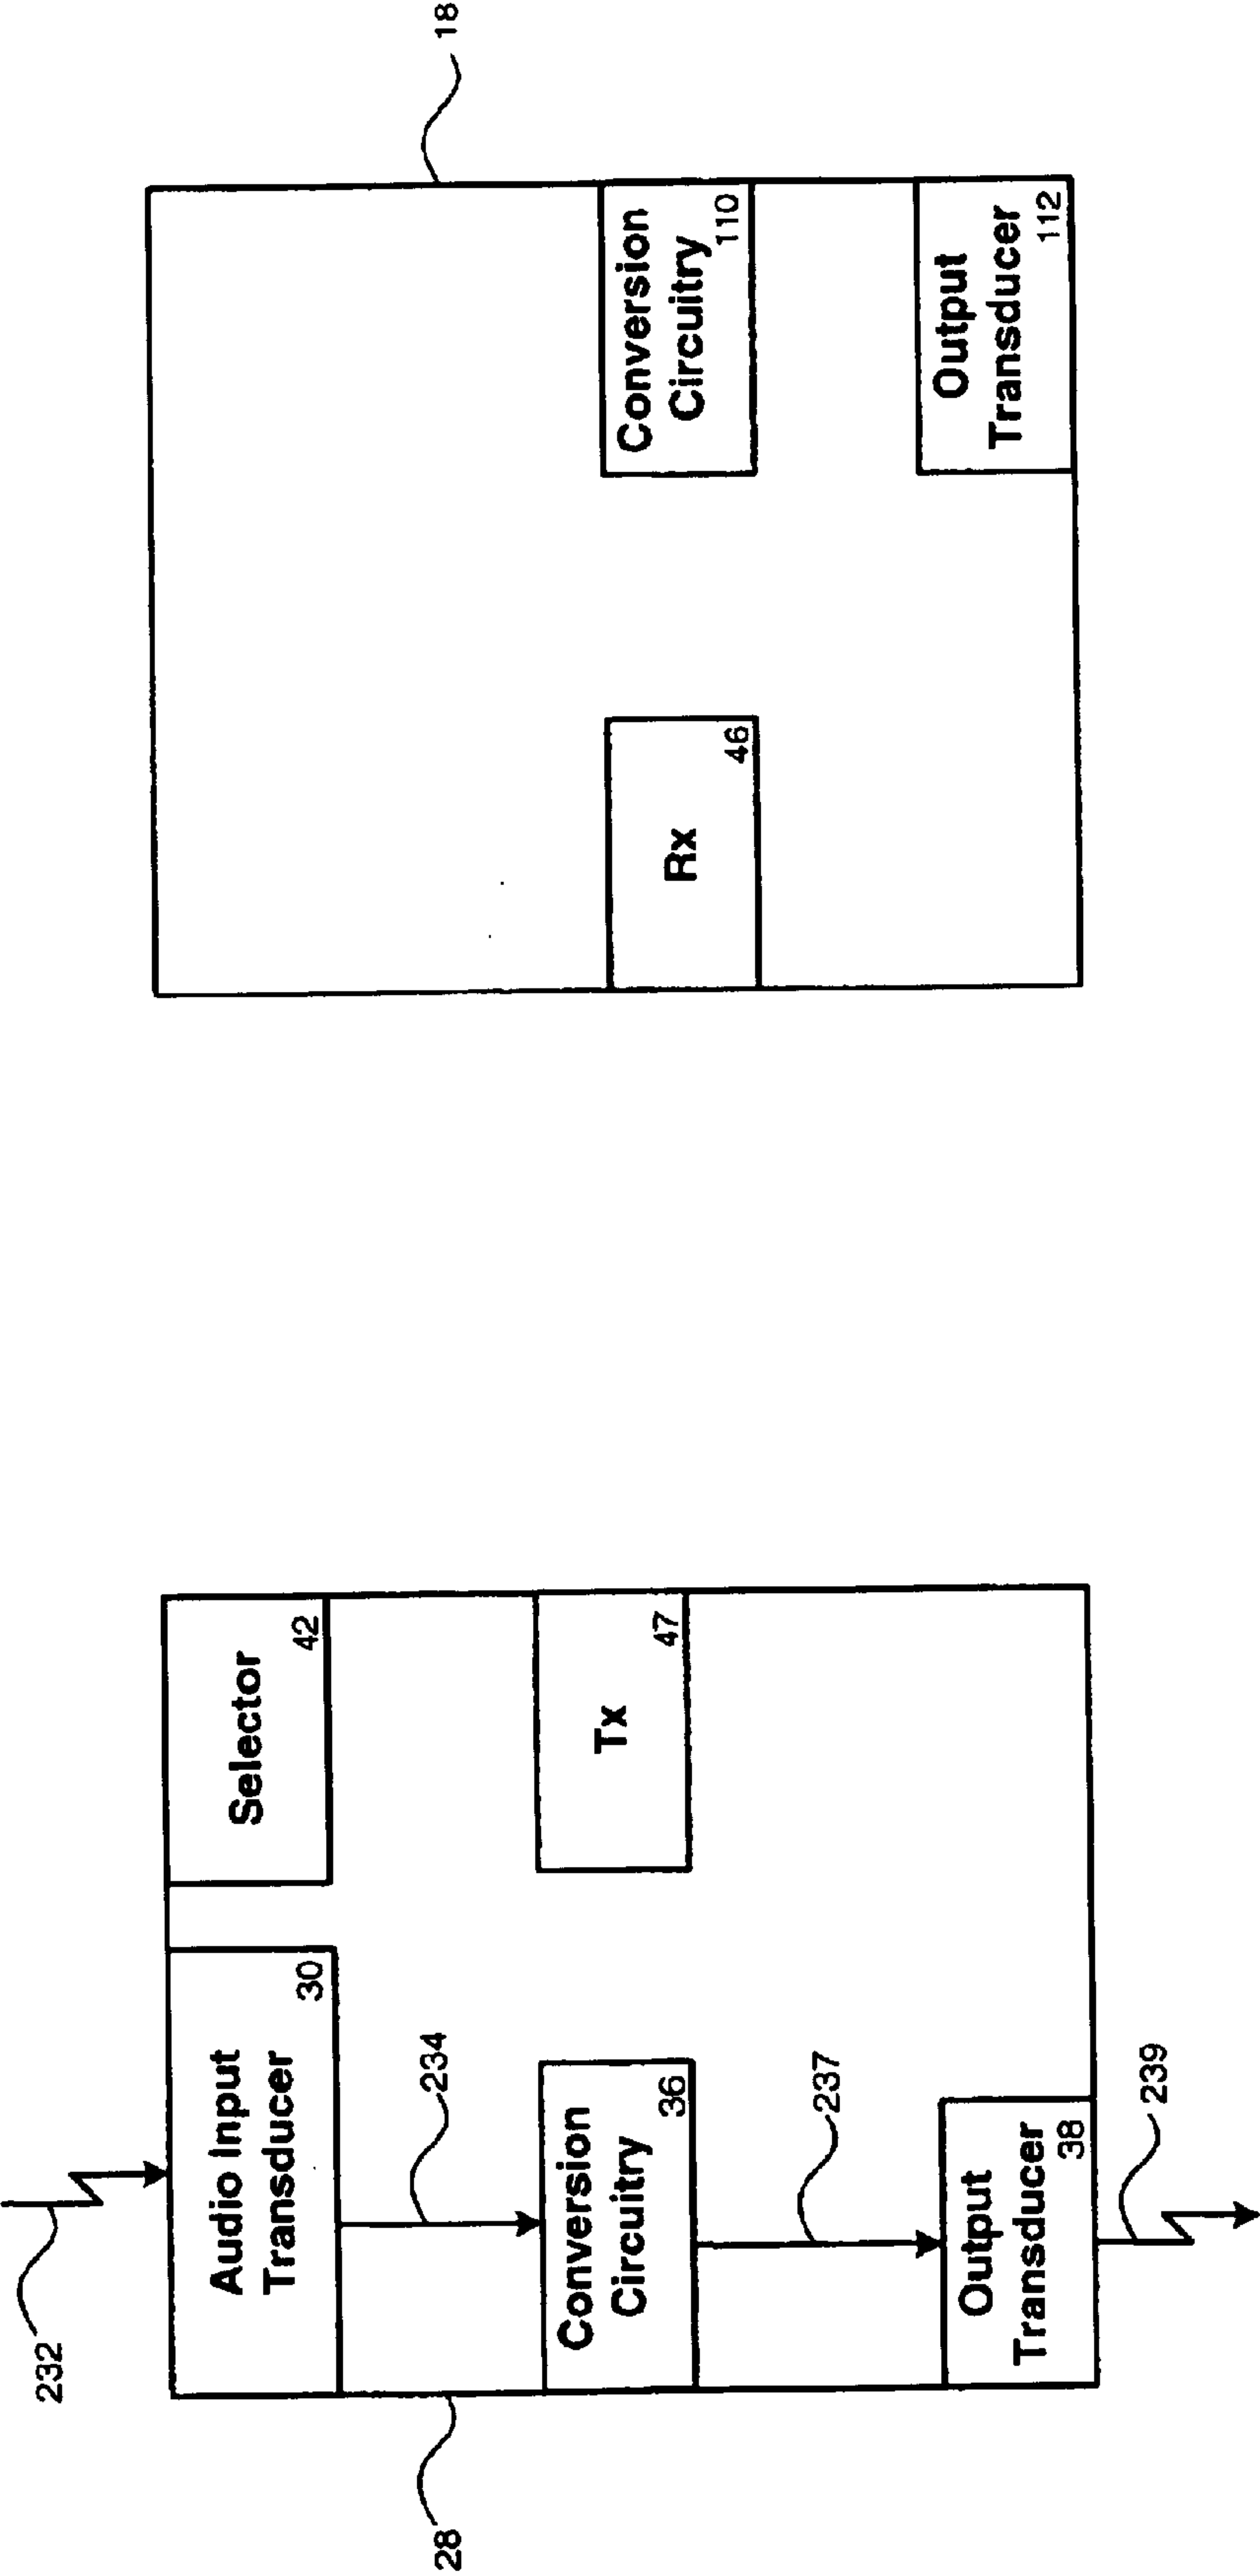 232
Audio Input
Transducer
30
Selector
42
234
28
Conversion
Circuitry
36
Tx
47
237
Output
Transducer
38
239
18
Rx
46
Conversion
Circuitry
110
Output
Transducer
112